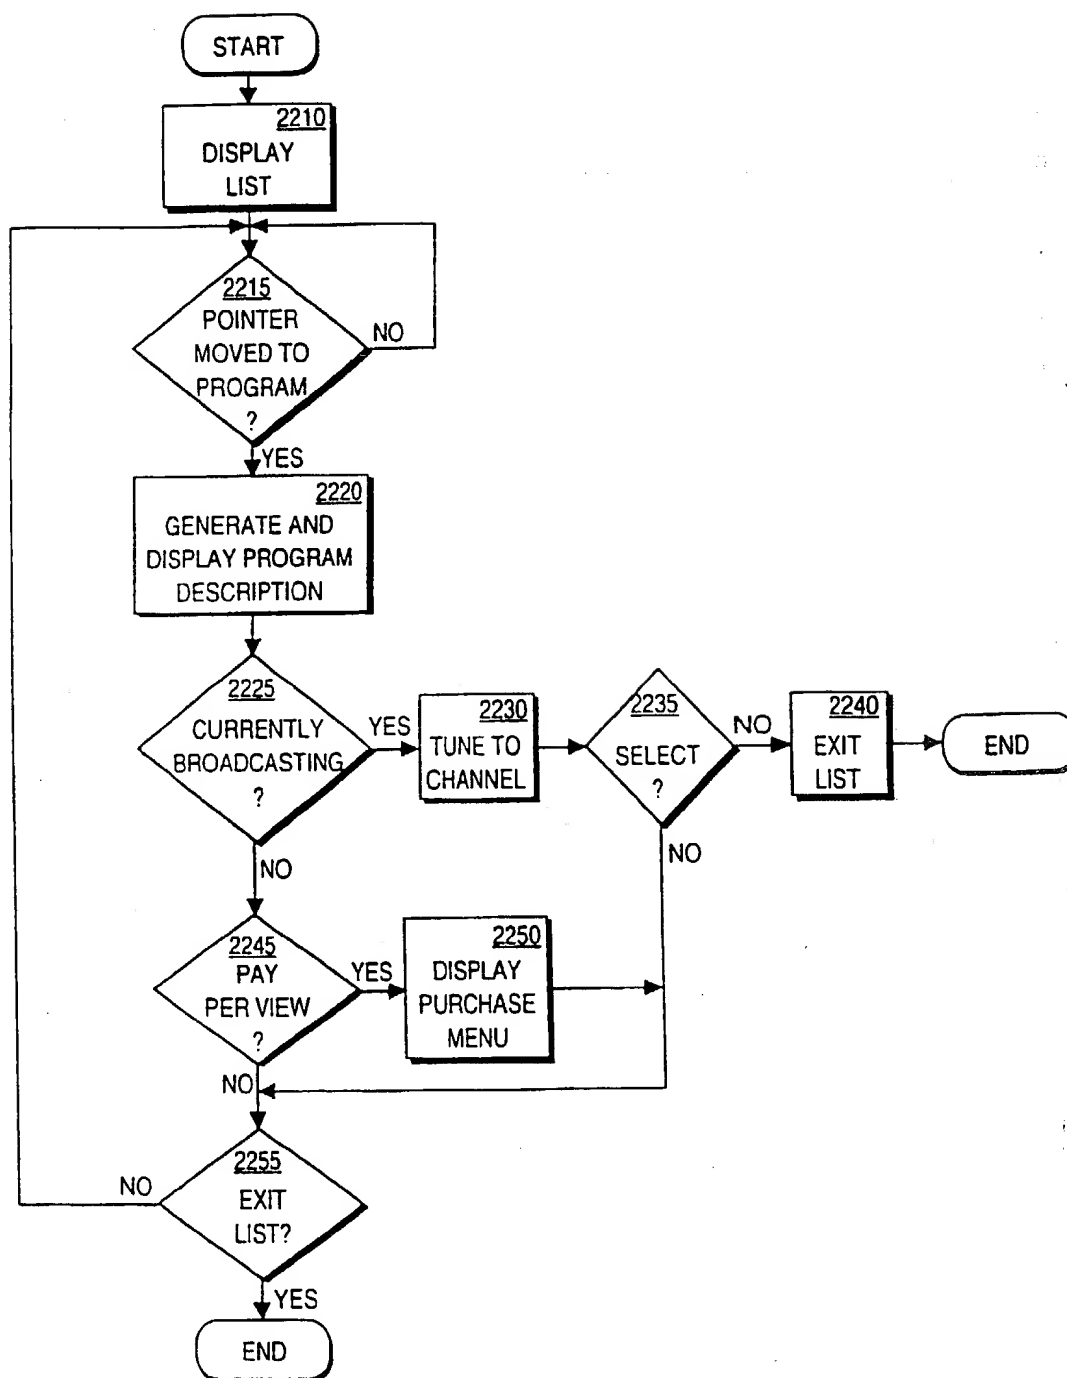 START
2210
DISPLAY
LIST
2215
POINTER
MOVED TO
PROGRAM
?
NO
YES
2220
GENERATE AND
DISPLAY PROGRAM
DESCRIPTION
2225
CURRENTLY
BROADCASTING
?
YES
2230
TUNE TO
CHANNEL
2235
SELECT
?
NO
2240
EXIT
LIST
END
NO
NO
2245
PAY
PER VIEW
?
YES
2250
DISPLAY
PURCHASE
MENU
NO
2255
EXIT
LIST?
NO
YES
END